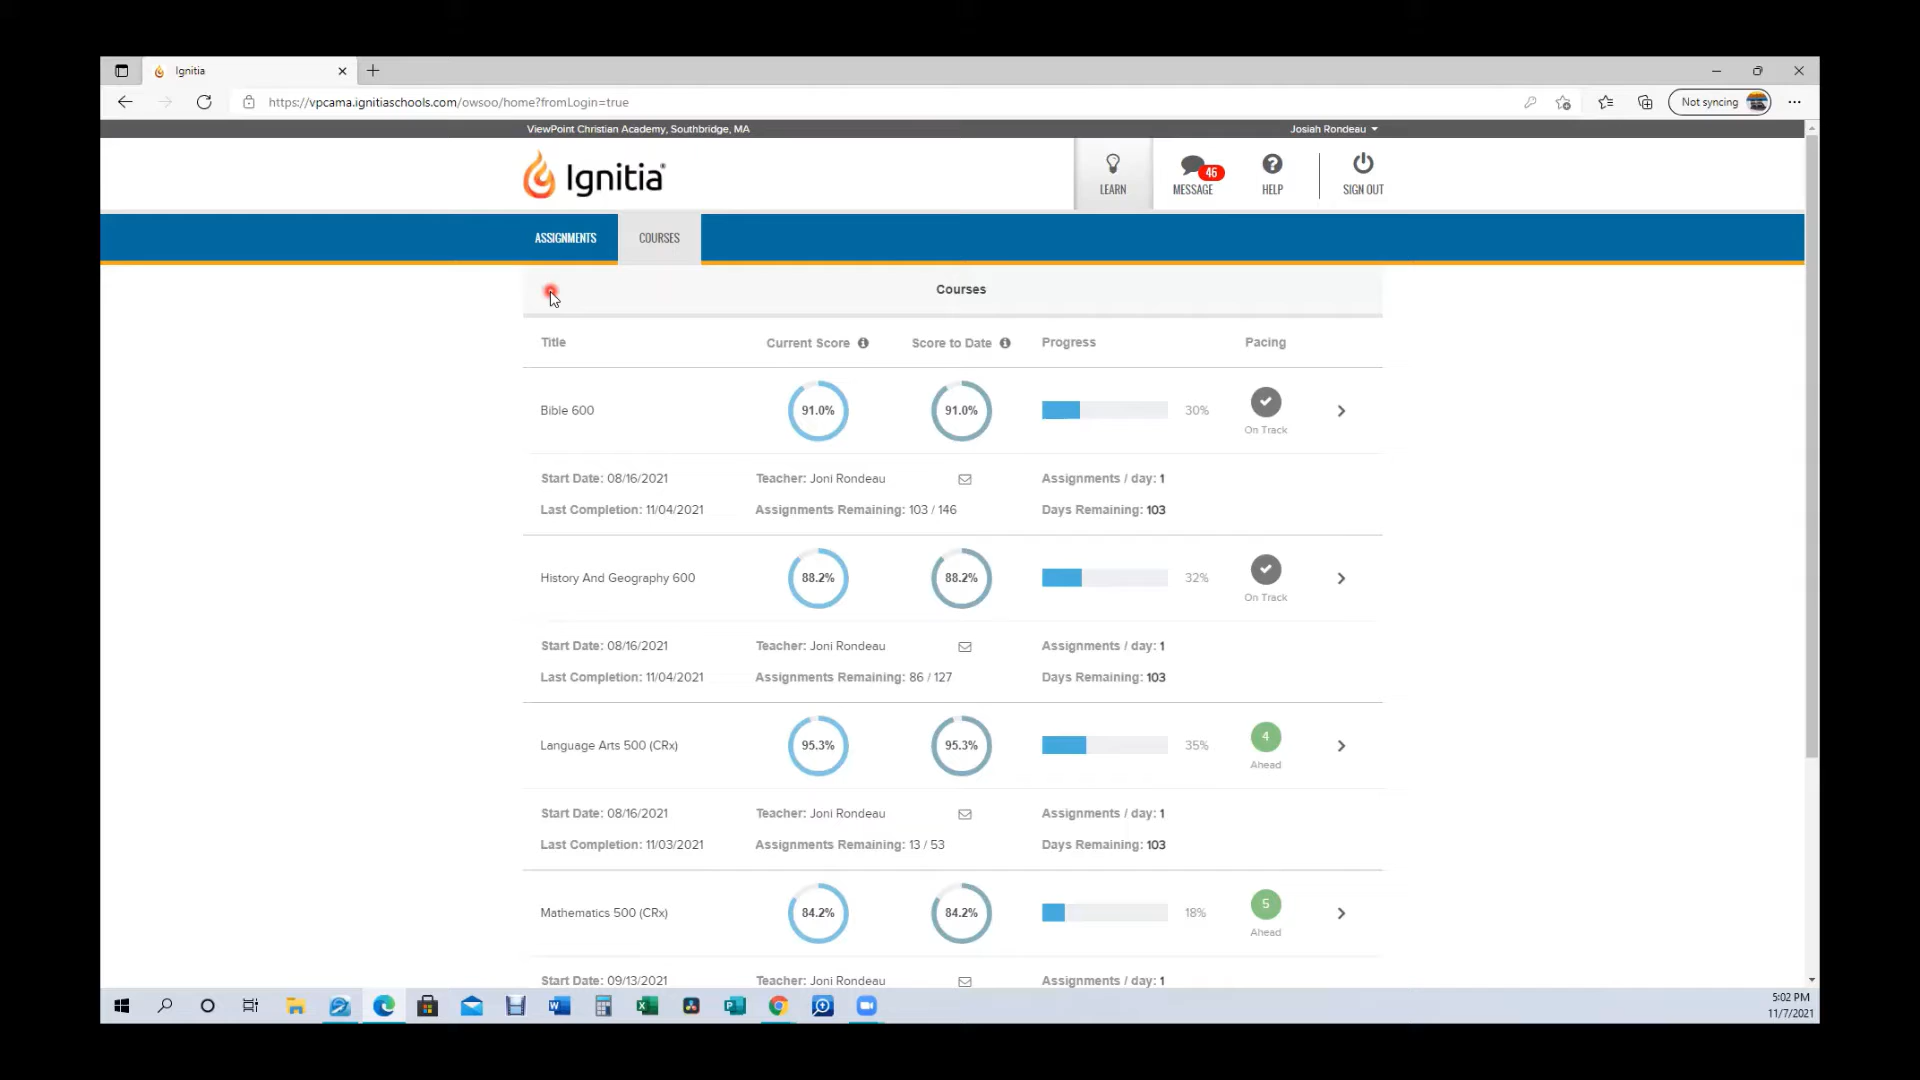 Ignitia
https://vpcama.ignitiaschools.com/owsoo/home?fromLogin=true
Not syncing
ViewPoint Christian Academy, Southbridge, MA
Josiah Rondeau
Ignitia®
LEARN
46
MESSAGE
HELP
SIGN OUT
ASSIGNMENTS
COURSES
Courses
Title
Current Score
Score to Date
Progress
Pacing
Bible 600
91.0%
91.0%
30%
On Track
Start Date: 08/16/2021
Teacher: Joni Rondeau
Assignments / day: 1
Last Completion: 11/04/2021
Assignments Remaining: 103 / 146
Days Remaining: 103
History And Geography 600
88.2%
88.2%
32%
On Track
Start Date: 08/16/2021
Teacher: Joni Rondeau
Assignments / day: 1
Last Completion: 11/04/2021
Assignments Remaining: 86 / 127
Days Remaining: 103
Language Arts 500 (CRx)
95.3%
95.3%
35%
4
Ahead
Start Date: 08/16/2021
Teacher: Joni Rondeau
Assignments / day: 1
Last Completion: 11/03/2021
Assignments Remaining: 13 / 53
Days Remaining: 103
Mathematics 500 (CRx)
84.2%
84.2%
18%
5
Ahead
Start Date: 09/13/2021
Teacher: Joni Rondeau
Assignments / day: 1
5:02 PM
11/7/2021